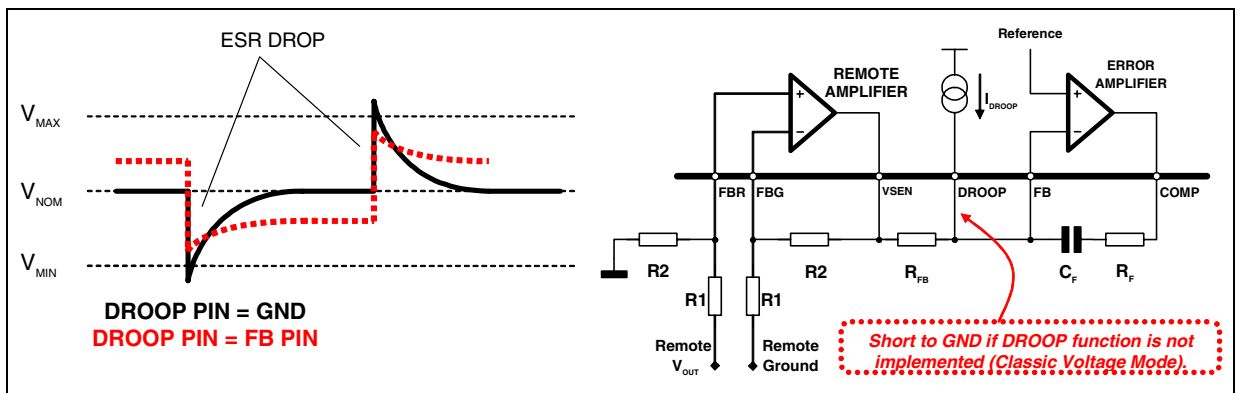 ESR DROP
VMAX
VNOM
VMIN
DROOP PIN = GND
DROOP PIN = FB PIN
Reference
REMOTE
AMPLIFIER
ERROR
AMPLIFIER
IDROOP
+
−
+
−
FBR
FBG
VSEN
DROOP
FB
COMP
R2
R2
RFB
CF
RF
R1
R1
Remote
VOUT
Remote
Ground
Short to GND if DROOP function is not
implemented (Classic Voltage Mode).